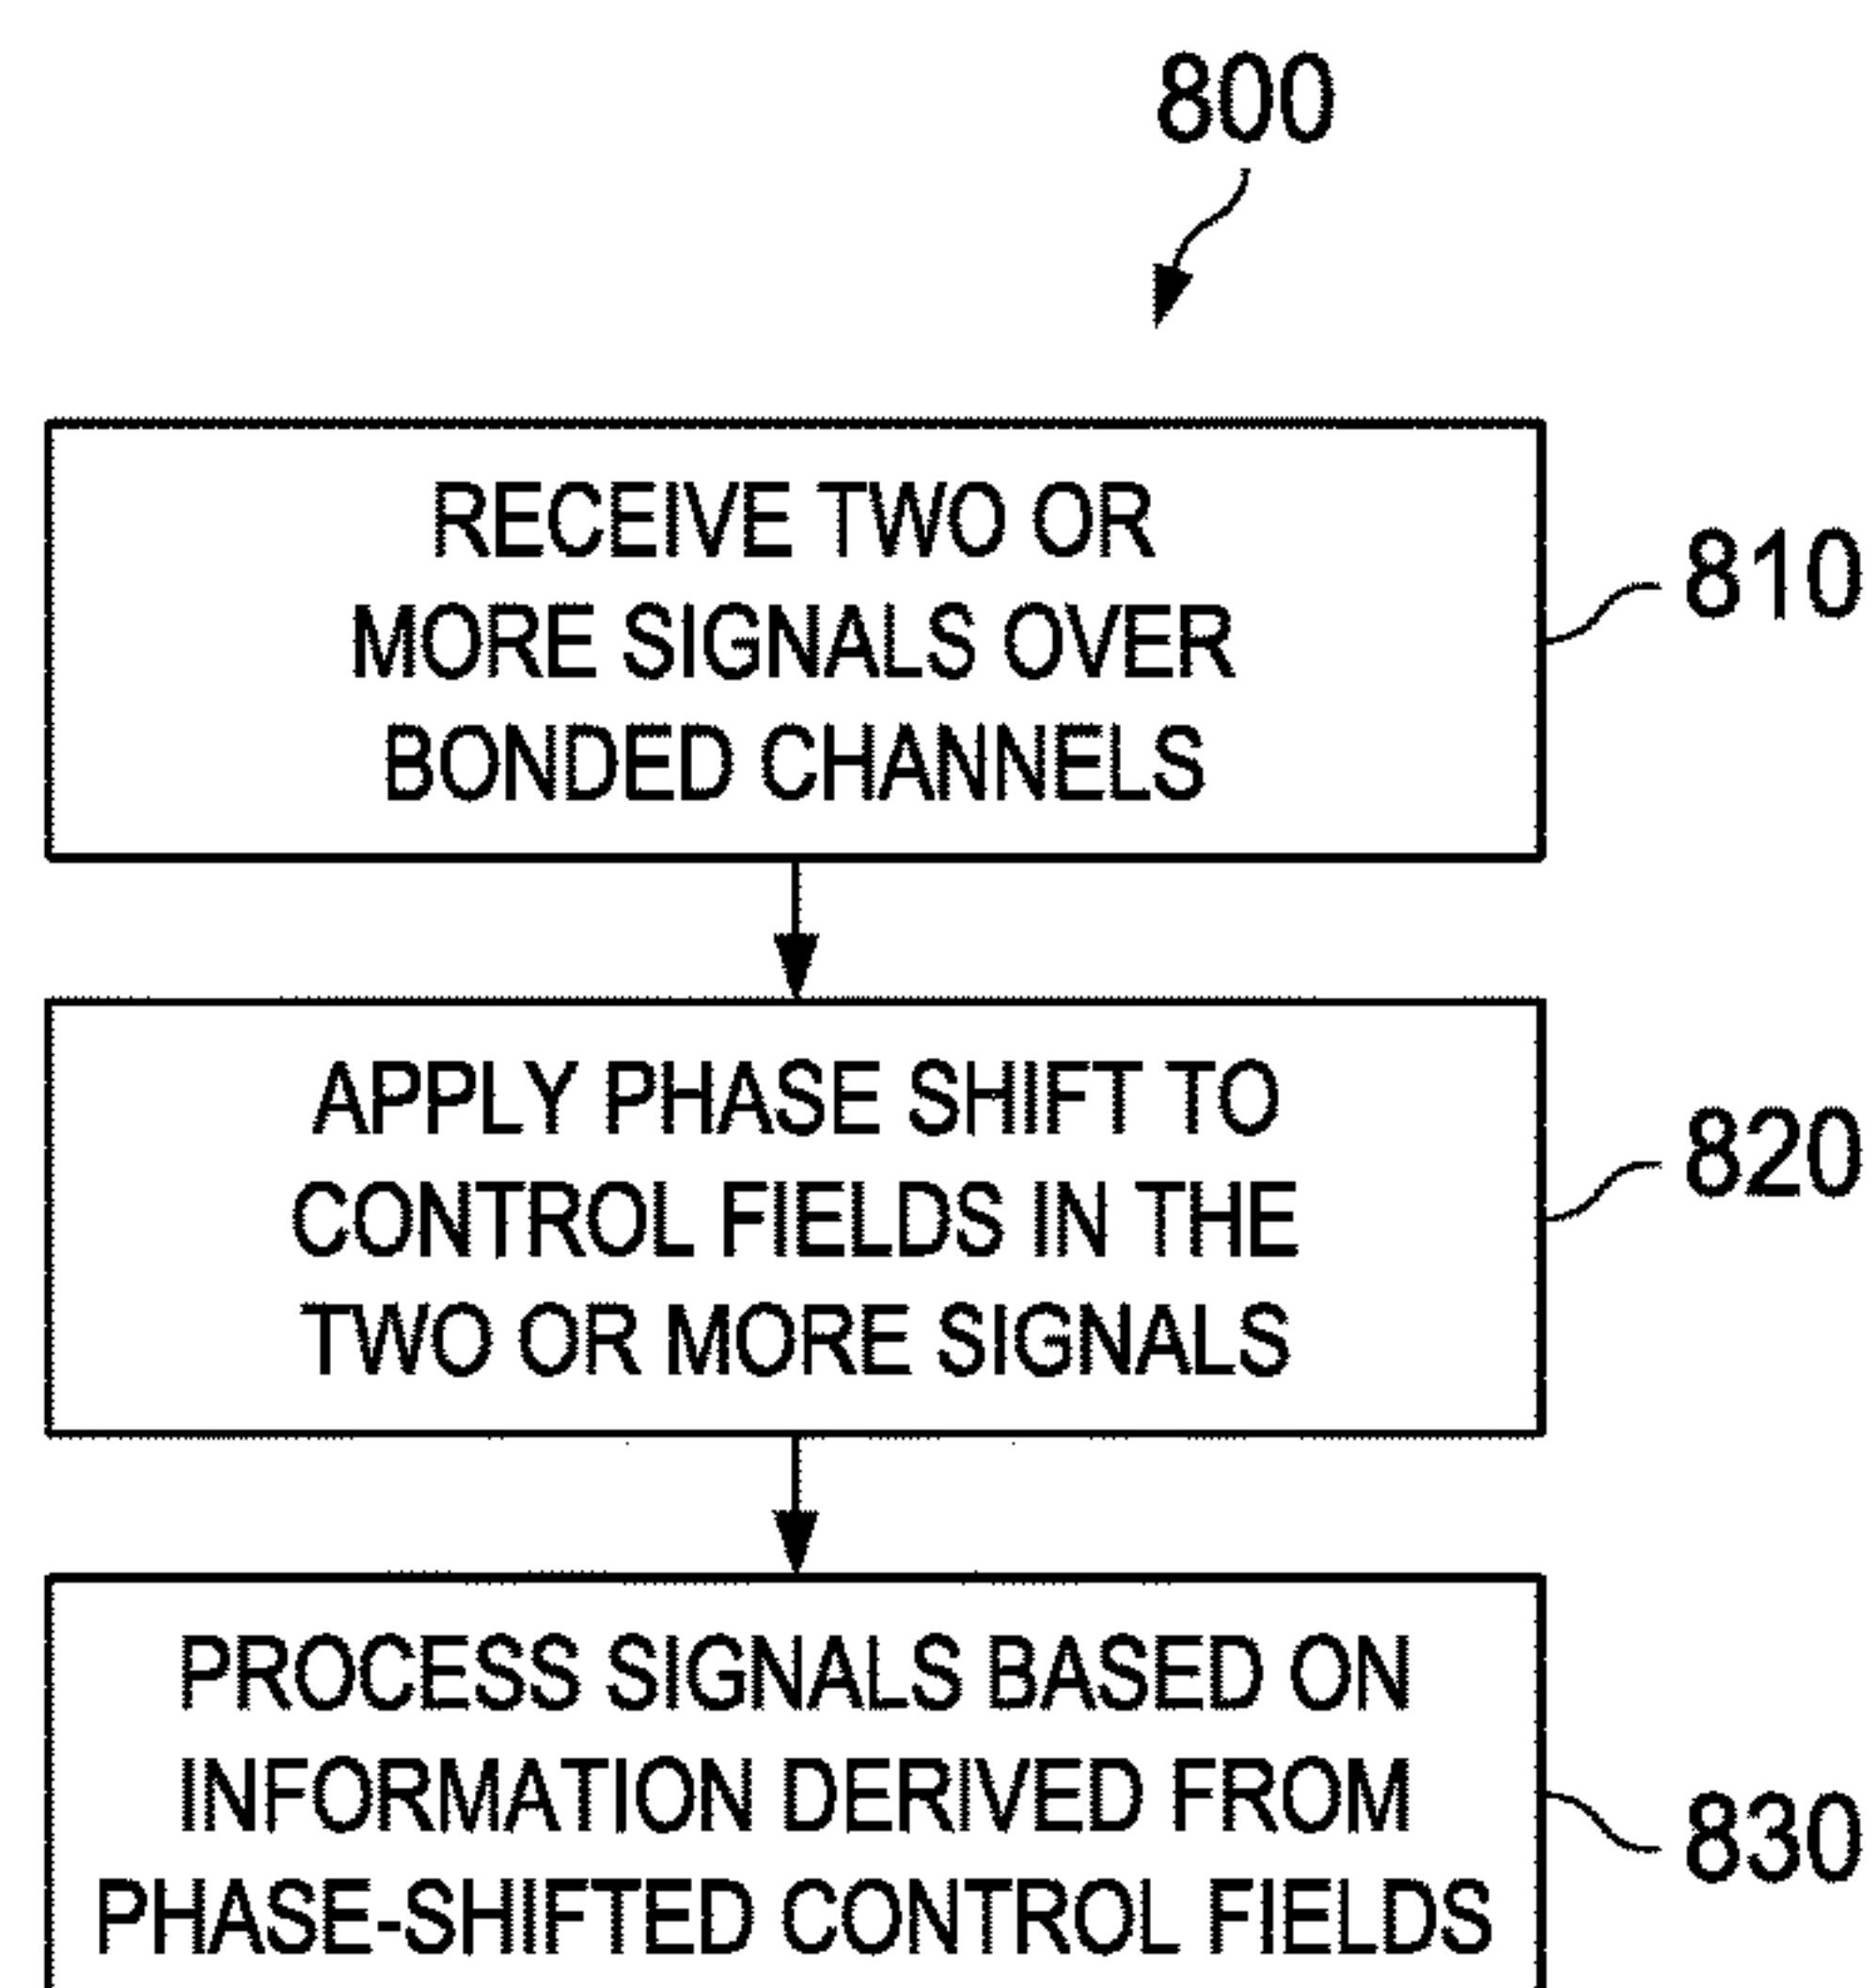 800
RECEIVE TWO OR
MORE SIGNALS OVER
BONDED CHANNELS
810
APPLY PHASE SHIFT TO
CONTROL FIELDS IN THE
TWO OR MORE SIGNALS
820
PROCESS SIGNALS BASED ON
INFORMATION DERIVED FROM
PHASE-SHIFTED CONTROL FIELDS
830